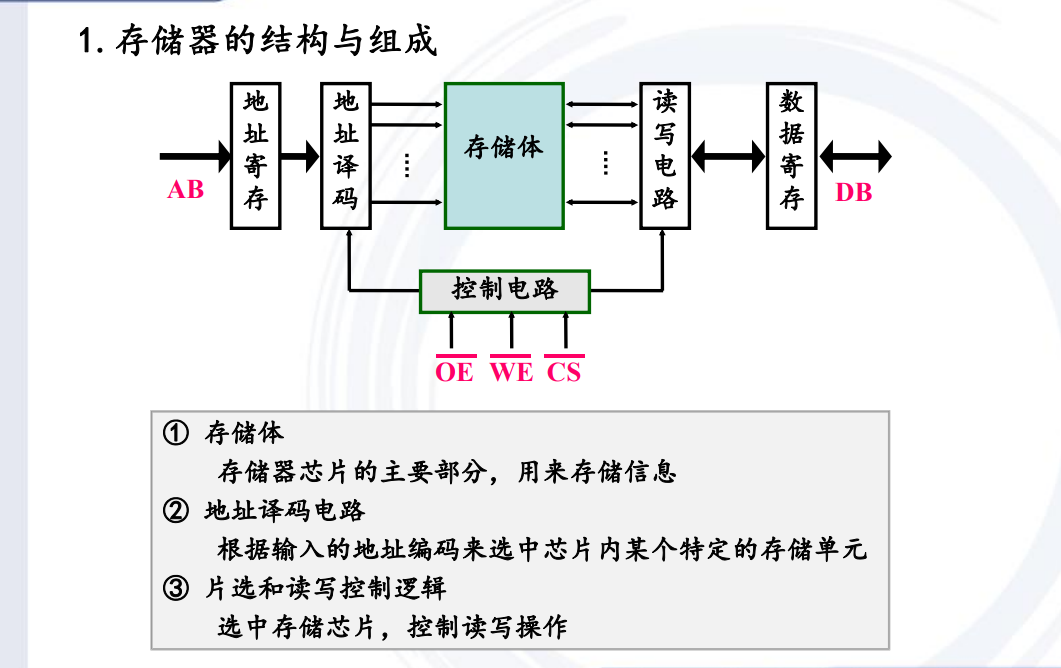 1. 存储器的结构与组成
地址寄存
地址译码
存储体
读写电路
数据寄存
AB
DB
控制电路
OE WE CS
① 存储体
存储器芯片的主要部分，用来存储信息
② 地址译码电路
根据输入的地址编码来选中芯片内某个特定的存储单元
③ 片选和读写控制逻辑
选中存储芯片，控制读写操作